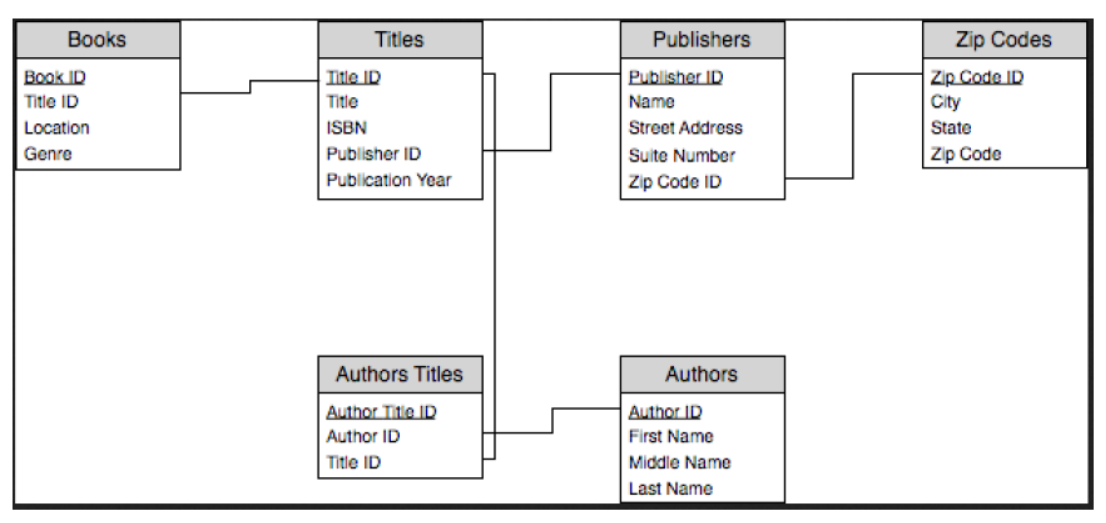 Books
Book ID
Title ID
Location
Genre
Titles
Title ID
Title
ISBN
Publisher ID
Publication Year
Publishers
Publisher ID
Name
Street Address
Suite Number
Zip Code ID
Zip Codes
Zip Code ID
City
State
Zip Code
Authors Titles
Author Title ID
Author ID
Title ID
Authors
Author ID
First Name
Middle Name
Last Name